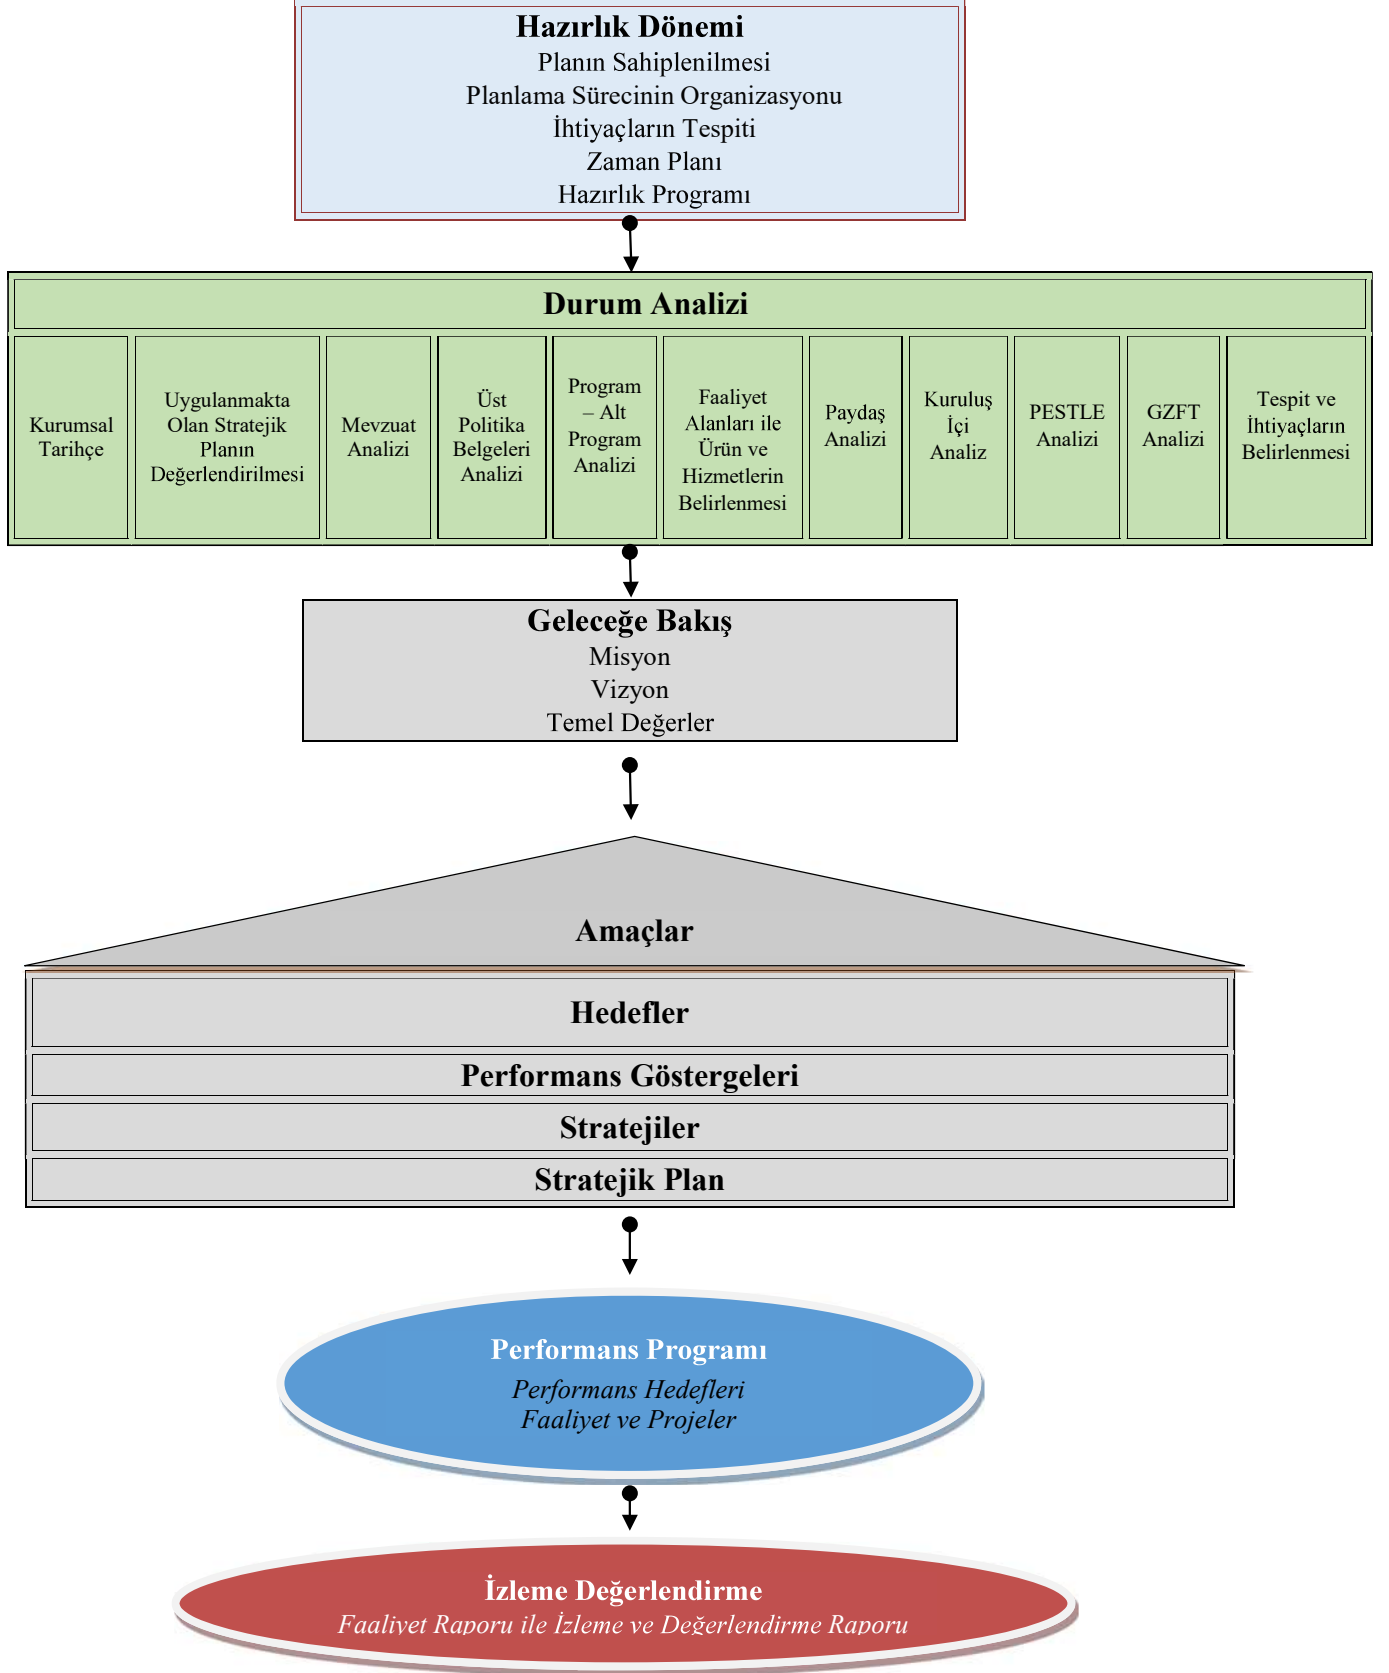 Hazırlık Dönemi
Planın Sahiplenilmesi
Planlama Sürecinin Organizasyonu
İhtiyaçların Tespiti
Zaman Planı
Hazırlık Programı
Durum Analizi
Kurumsal
Tarihçe
Uygulanmakta
Olan Stratejik
Planın
Değerlendirilmesi
Mevzuat
Analizi
Üst
Politika
Belgeleri
Analizi
Program
– Alt
Program
Analizi
Faaliyet
Alanları ile
Ürün ve
Hizmetlerin
Belirlenmesi
Paydaş
Analizi
Kuruluş
İçi
Analiz
PESTLE
Analizi
GZFT
Analizi
Tespit ve
İhtiyaçların
Belirlenmesi
Geleceğe Bakış
Misyon
Vizyon
Temel Değerler
Amaçlar
Hedefler
Performans Göstergeleri
Stratejiler
Stratejik Plan
Performans Programı
Performans Hedefleri
Faaliyet ve Projeler
İzleme Değerlendirme
Faaliyet Raporu ile İzleme ve Değerlendirme Raporu